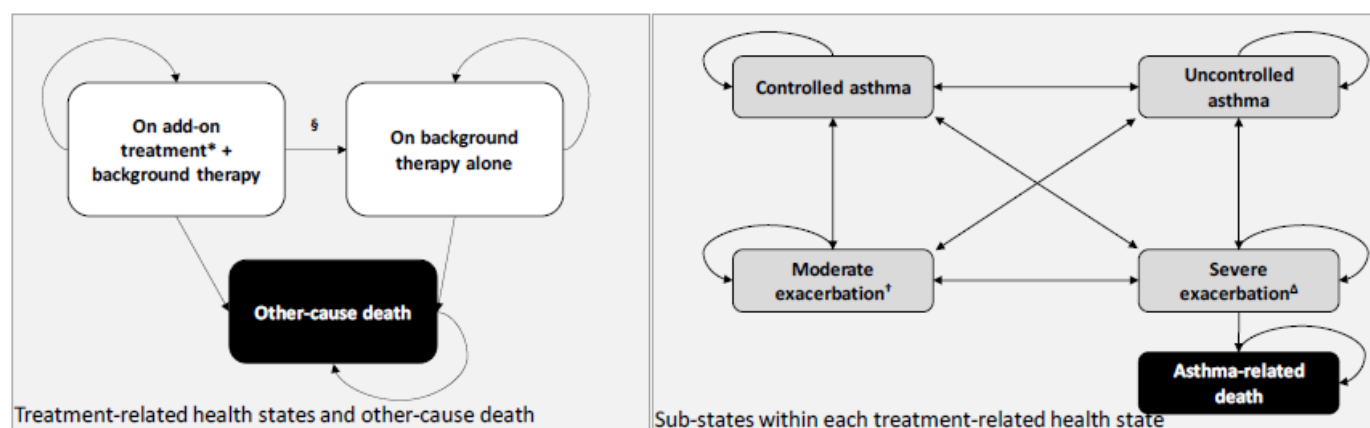 On add-on
treatment* +
background therapy
§
On background
therapy alone
Other-cause death
Treatment-related health states and other-cause death
Controlled asthma
Uncontrolled
asthma
Moderate
exacerbation†
Severe
exacerbationΔ
Asthma-related
death
Sub-states within each treatment-related health state